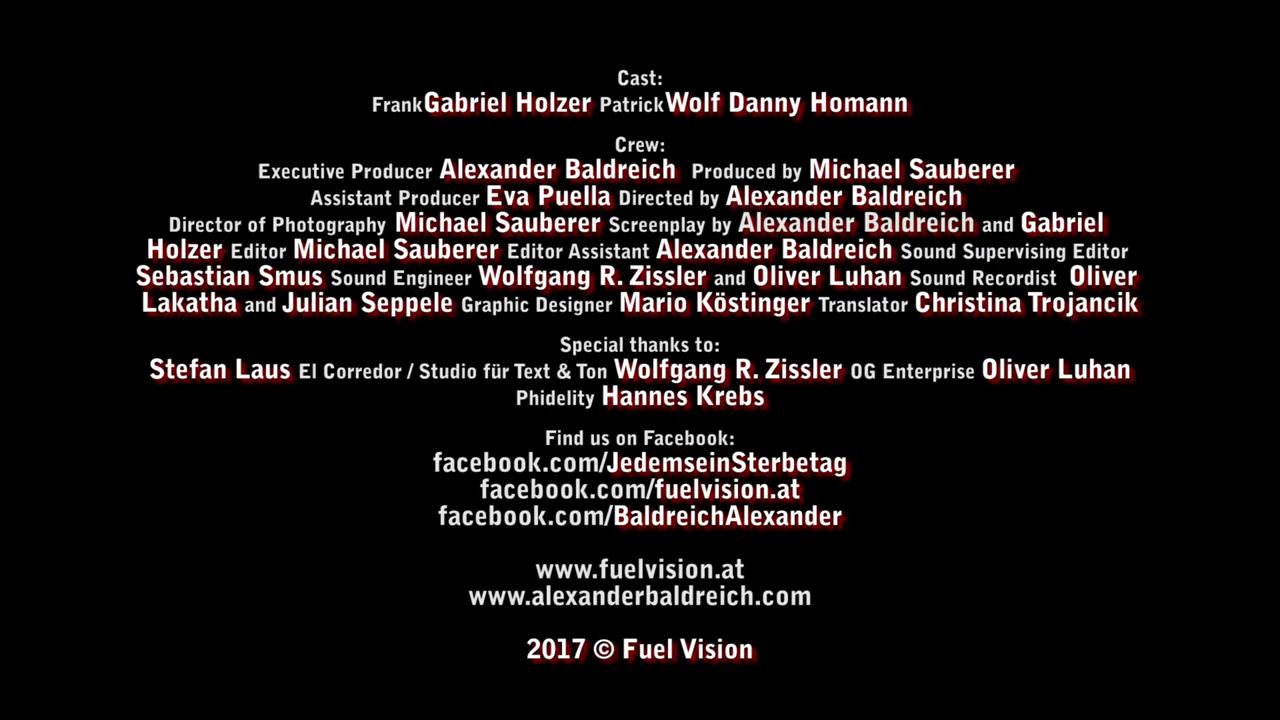 Cast:
Frank Gabriel Holzer Patrick Wolf Danny Homann
Crew:
Executive Producer Alexander Baldreich Produced by Michael Sauberer
Assistant Producer Eva Puella Directed by Alexander Baldreich
Director of Photography Michael Sauberer Screenplay by Alexander Baldreich and Gabriel
Holzer Editor Michael Sauberer Editor Assistant Alexander Baldreich Sound Supervising Editor
Sebastian Smus Sound Engineer Wolfgang R. Zissler and Oliver Luhan Sound Recordist Oliver
Lakatha and Julian Seppele Graphic Designer Mario Köstinger Translator Christina Trojancik
Special thanks to:
Stefan Laus El Corredor / Studio für Text & Ton Wolfgang R. Zissler OG Enterprise Oliver Luhan
Phidelity Hannes Krebs
Find us on Facebook:
facebook.com/JedemseinSterbetag
facebook.com/fuelvision.at
facebook.com/BaldreichAlexander
www.fuelvision.at
www.alexanderbaldreich.com
2017 © Fuel Vision